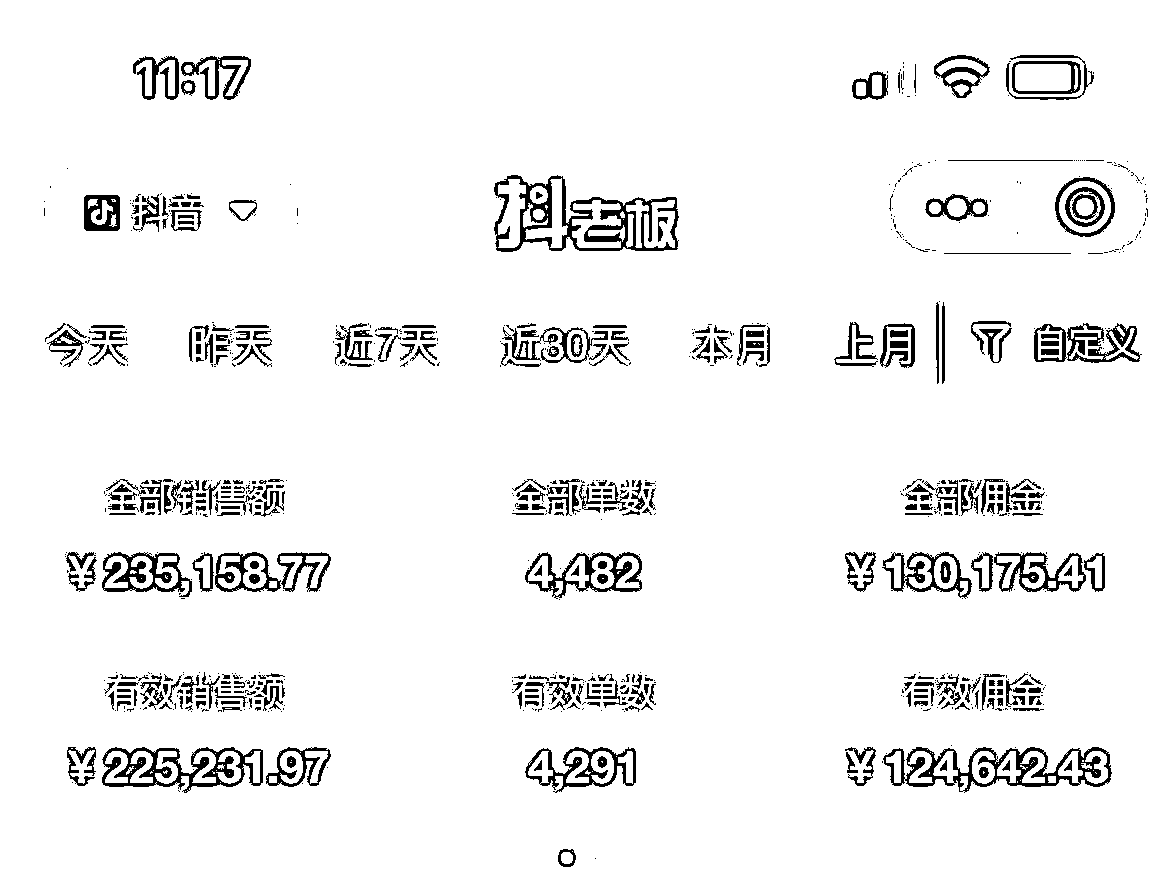 11:17
抖音 抖老板
今天 昨天 近7天 近30天 本月 上月 自定义
全部销售额 全部单数 全部佣金
¥235,158.77 4,482 ¥130,175.41
有效销售额 有效单数 有效佣金
¥225,231.97 4,291 ¥124,642.43